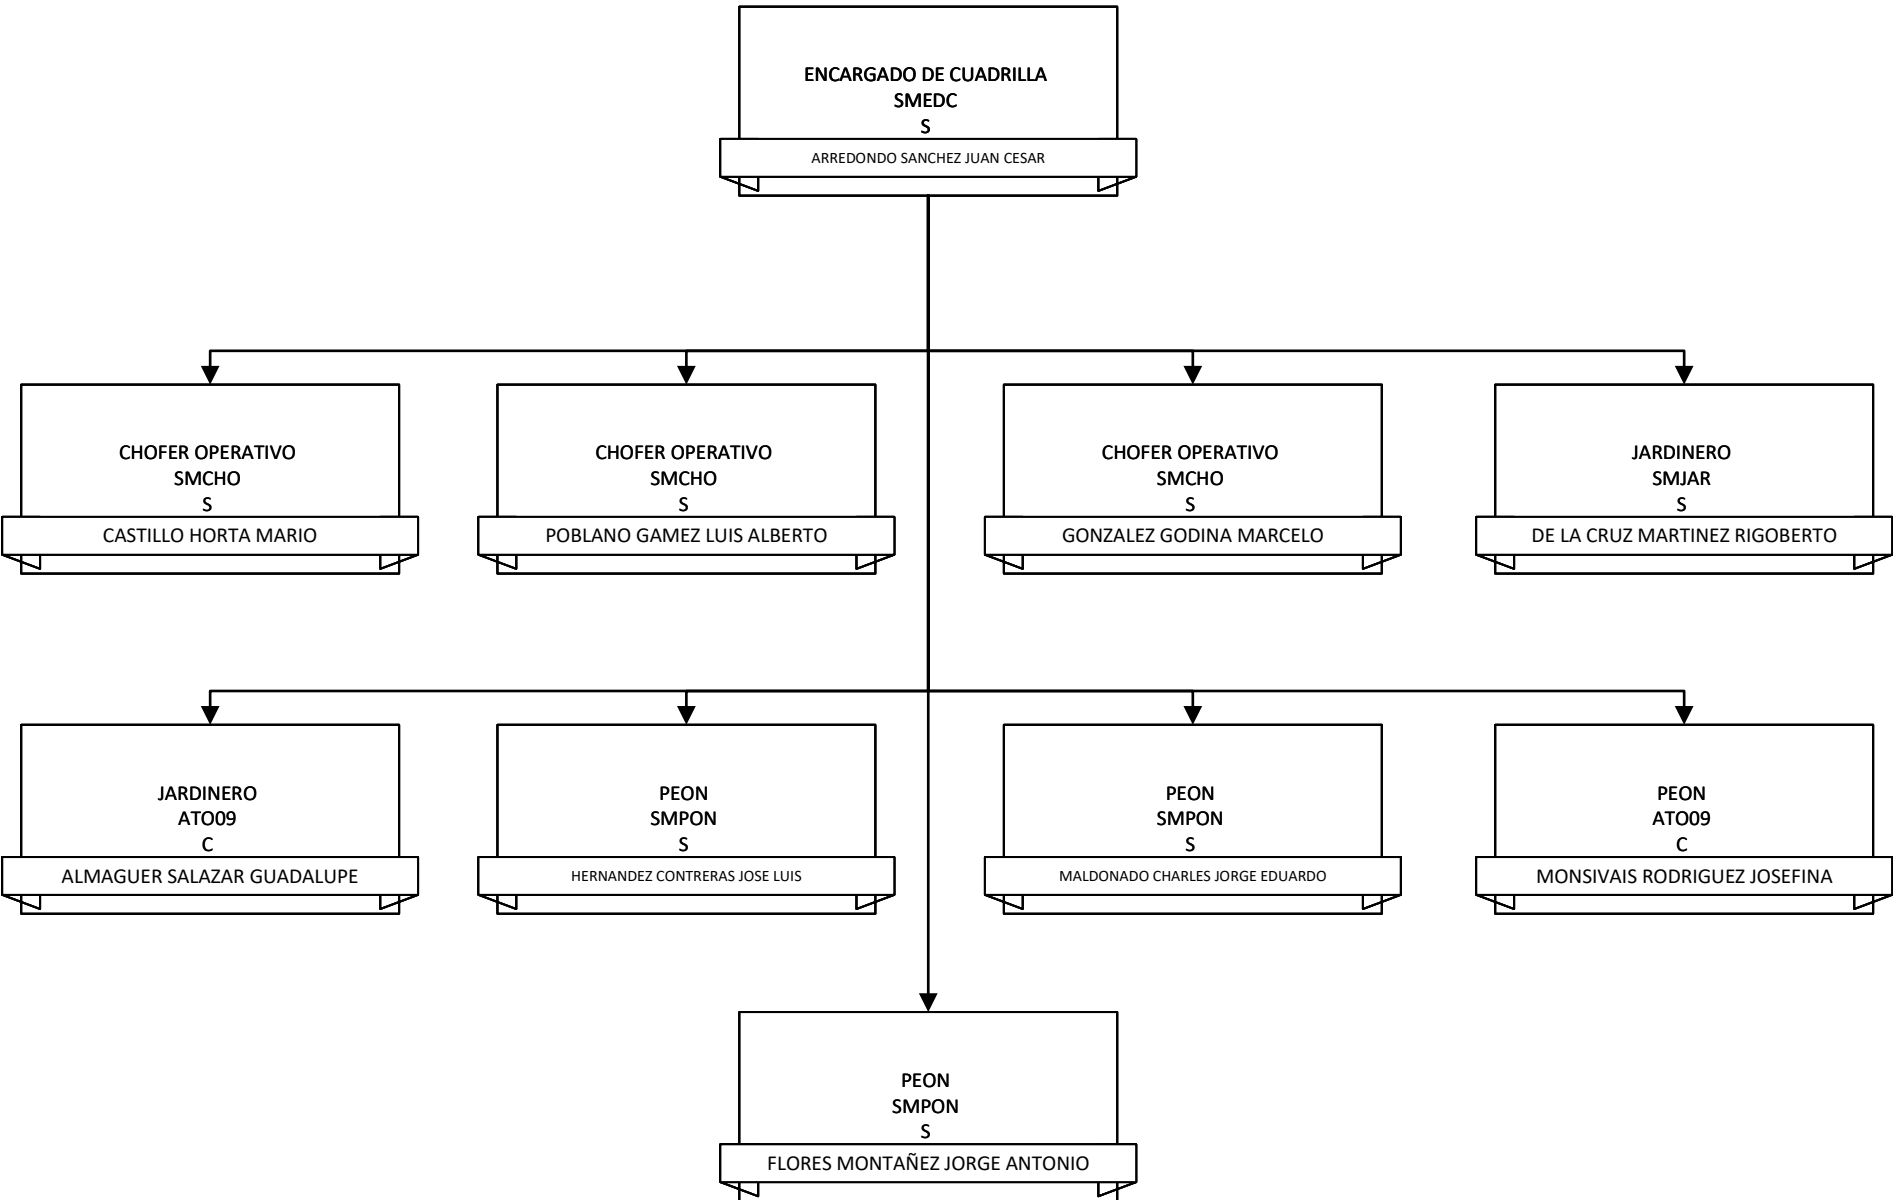 ENCARGADO DE CUADRILLA
SMEDC
S
ARREDONDO SANCHEZ JUAN CESAR
CHOFER OPERATIVO
SMCHO
S
CASTILLO HORTA MARIO
CHOFER OPERATIVO
SMCHO
S
POBLANO GAMEZ LUIS ALBERTO
CHOFER OPERATIVO
SMCHO
S
GONZALEZ GODINA MARCELO
JARDINERO
SMJAR
S
DE LA CRUZ MARTINEZ RIGOBERTO
JARDINERO
ATO09
C
ALMAGUER SALAZAR GUADALUPE
PEON
SMPON
S
HERNANDEZ CONTRERAS JOSE LUIS
PEON
SMPON
S
MALDONADO CHARLES JORGE EDUARDO
PEON
ATO09
C
MONSIVAIS RODRIGUEZ JOSEFINA
PEON
SMPON
S
FLORES MONTAÑEZ JORGE ANTONIO